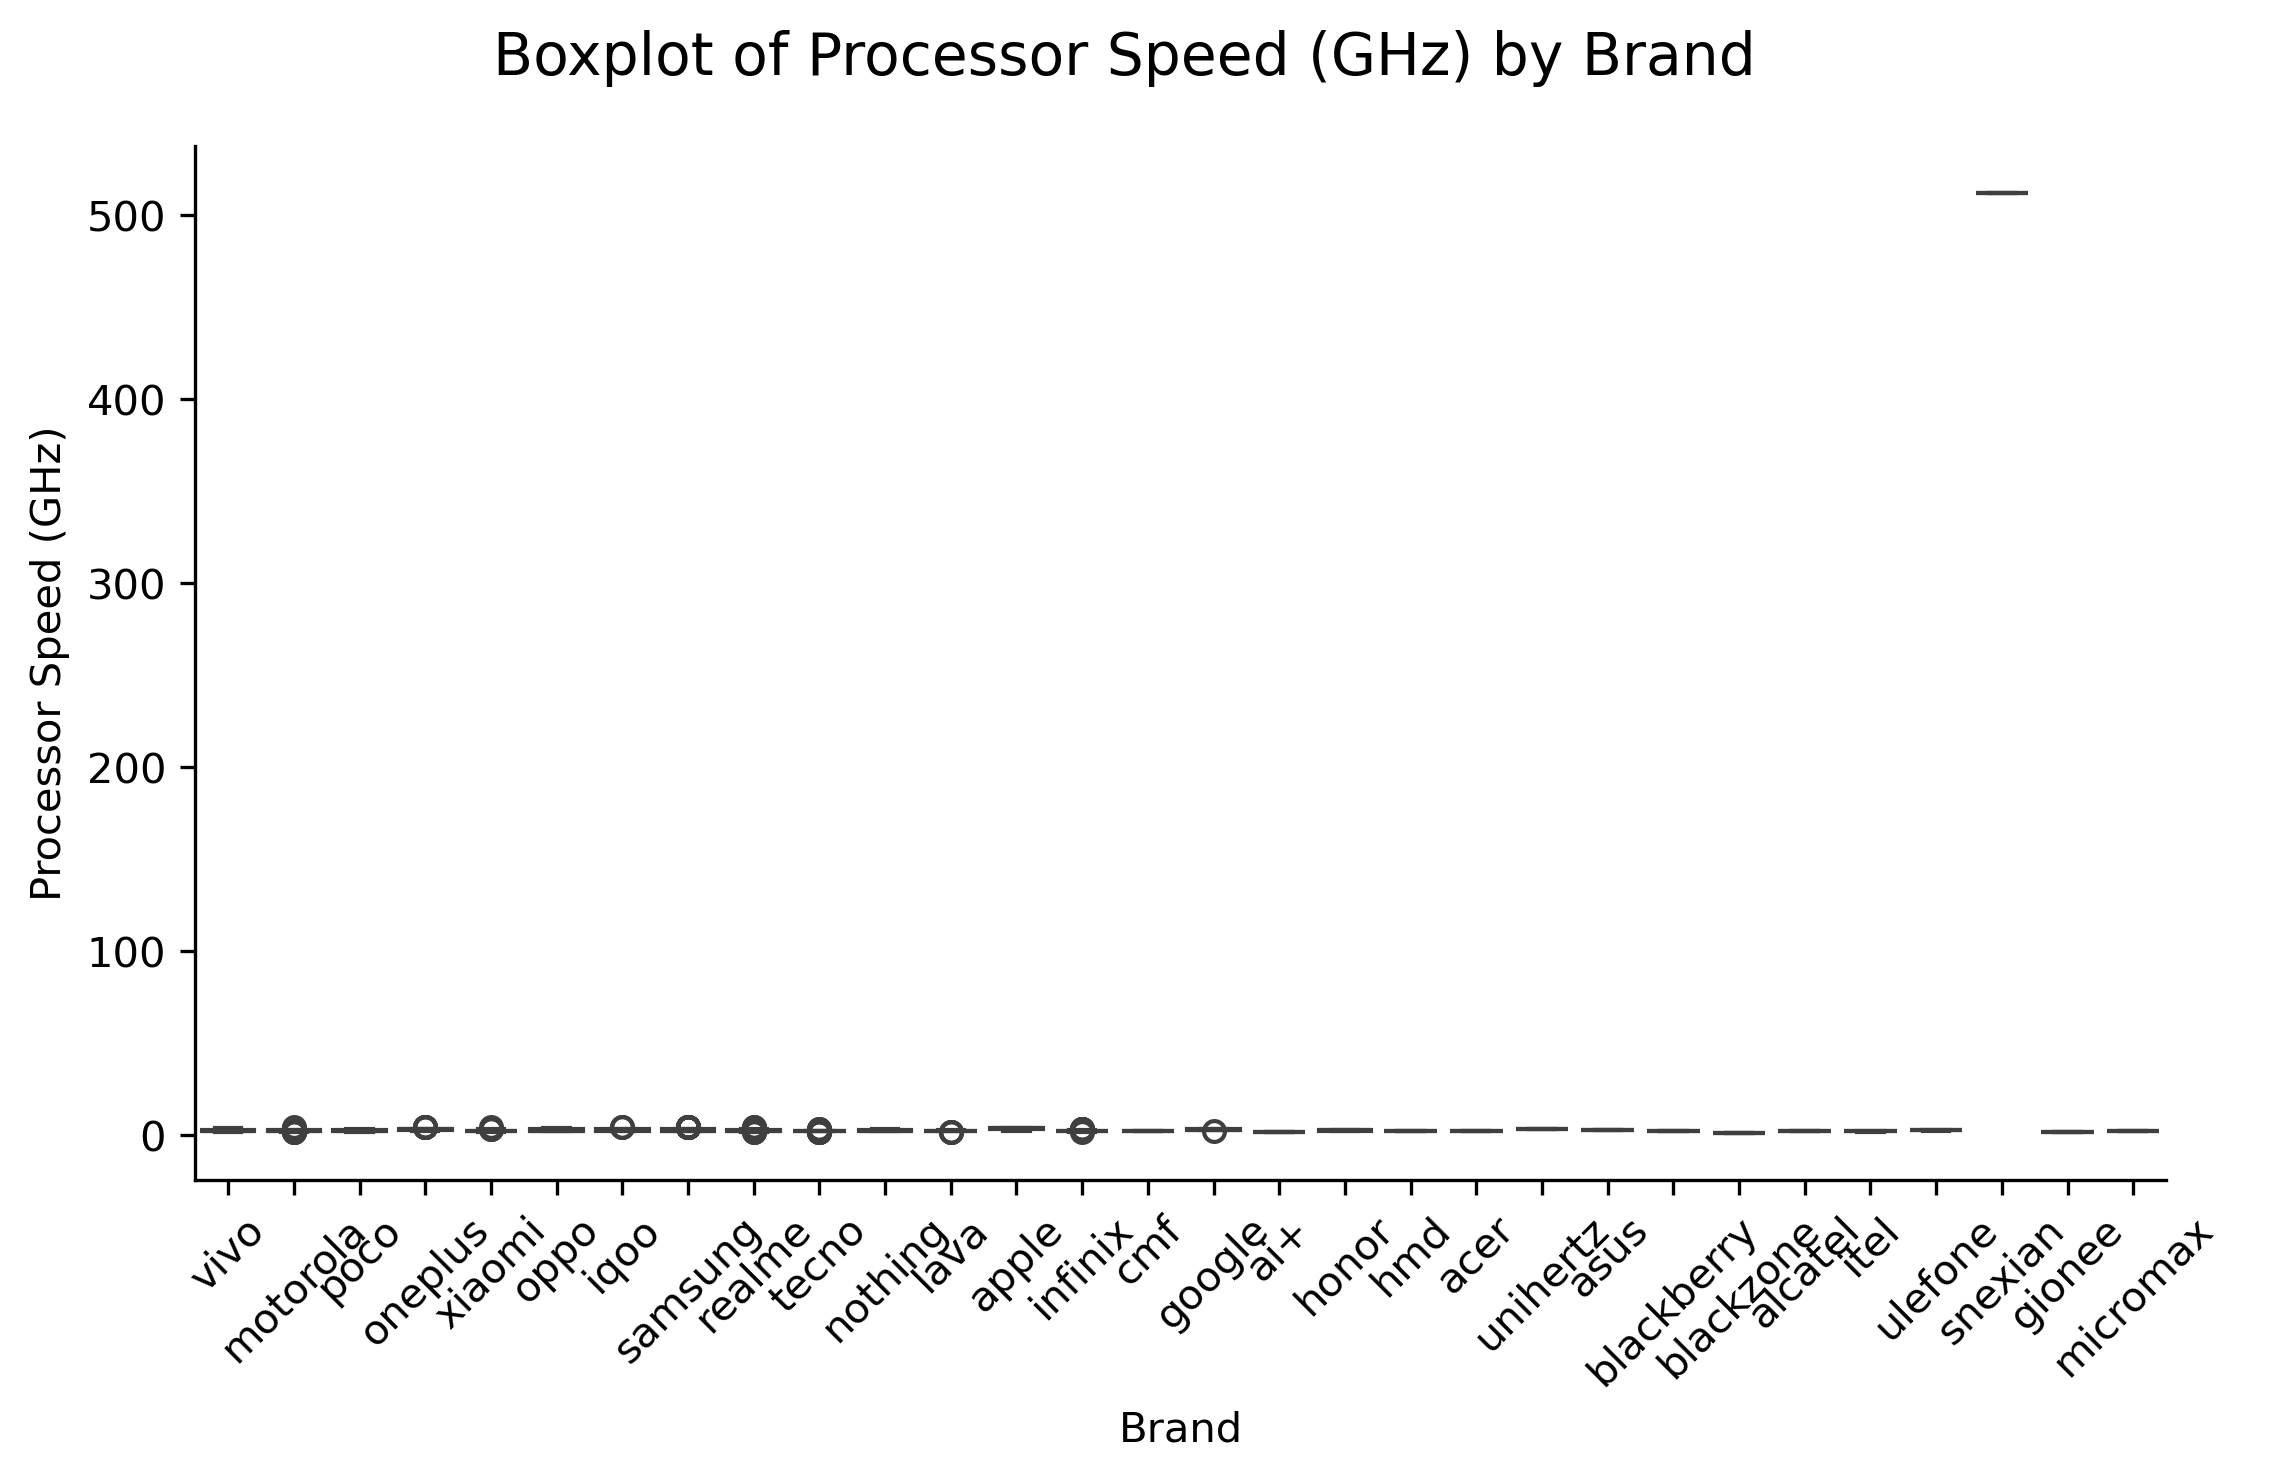 Boxplot of Processor Speed (GHz) by Brand
Processor Speed (GHz)
500
400
300
200
100
0
vivo
motorola
poco
oneplus
xiaomi
oppo
iqoo
samsung
realme
tecno
nothing
lava
apple
infinix
cmf
google
ai+
honor
hmd
acer
unihertz
asus
blackberry
blackzone
alcatel
itel
ulefone
snexian
gionee
micromax
Brand